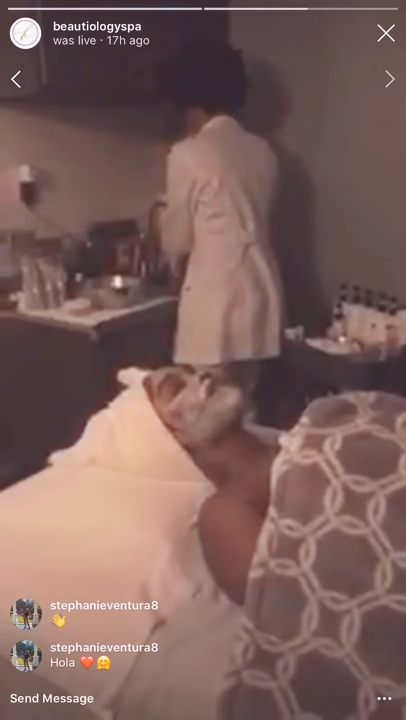 beautiologyspa
was live · 17h ago
stephanieventura8
👋
stephanieventura8
Hola ❤️🤗
Send Message